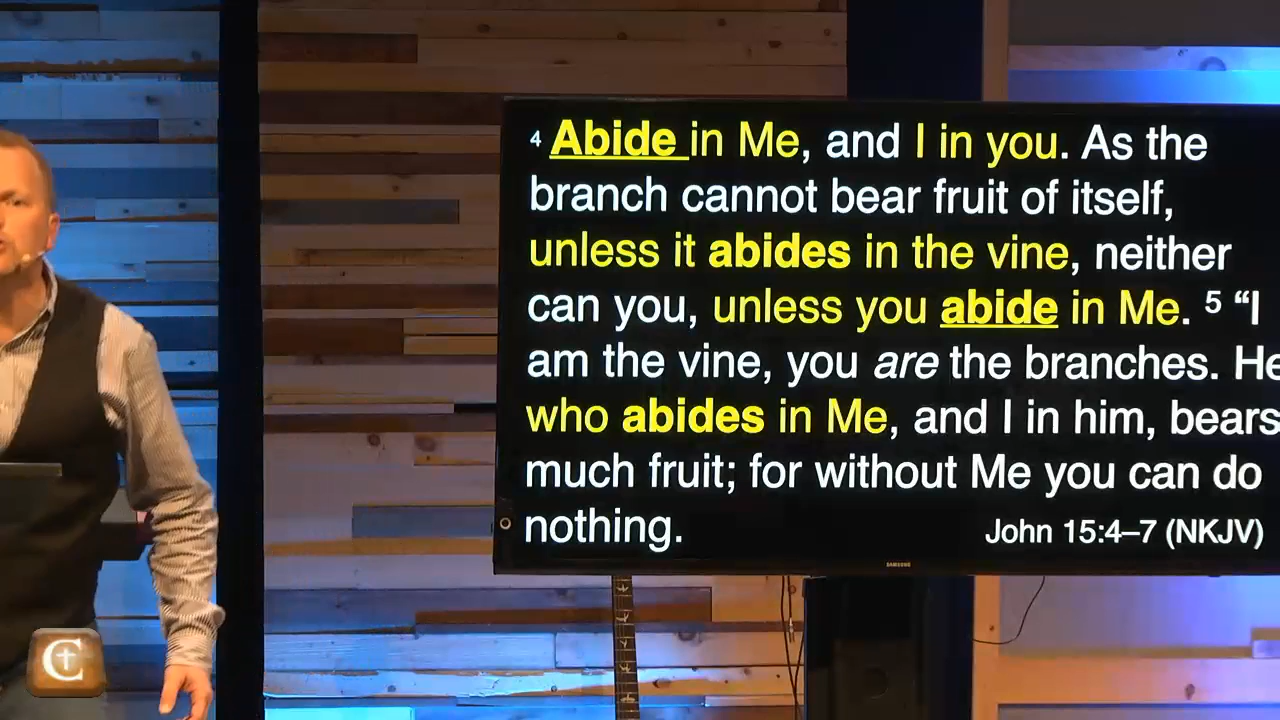 4 Abide in Me, and I in you. As the
branch cannot bear fruit of itself,
unless it abides in the vine, neither
can you, unless you abide in Me. 5 “I
am the vine, you are the branches. He
who abides in Me, and I in him, bears
much fruit; for without Me you can do
nothing.
John 15:4–7 (NKJV)
SAMSUNG
C